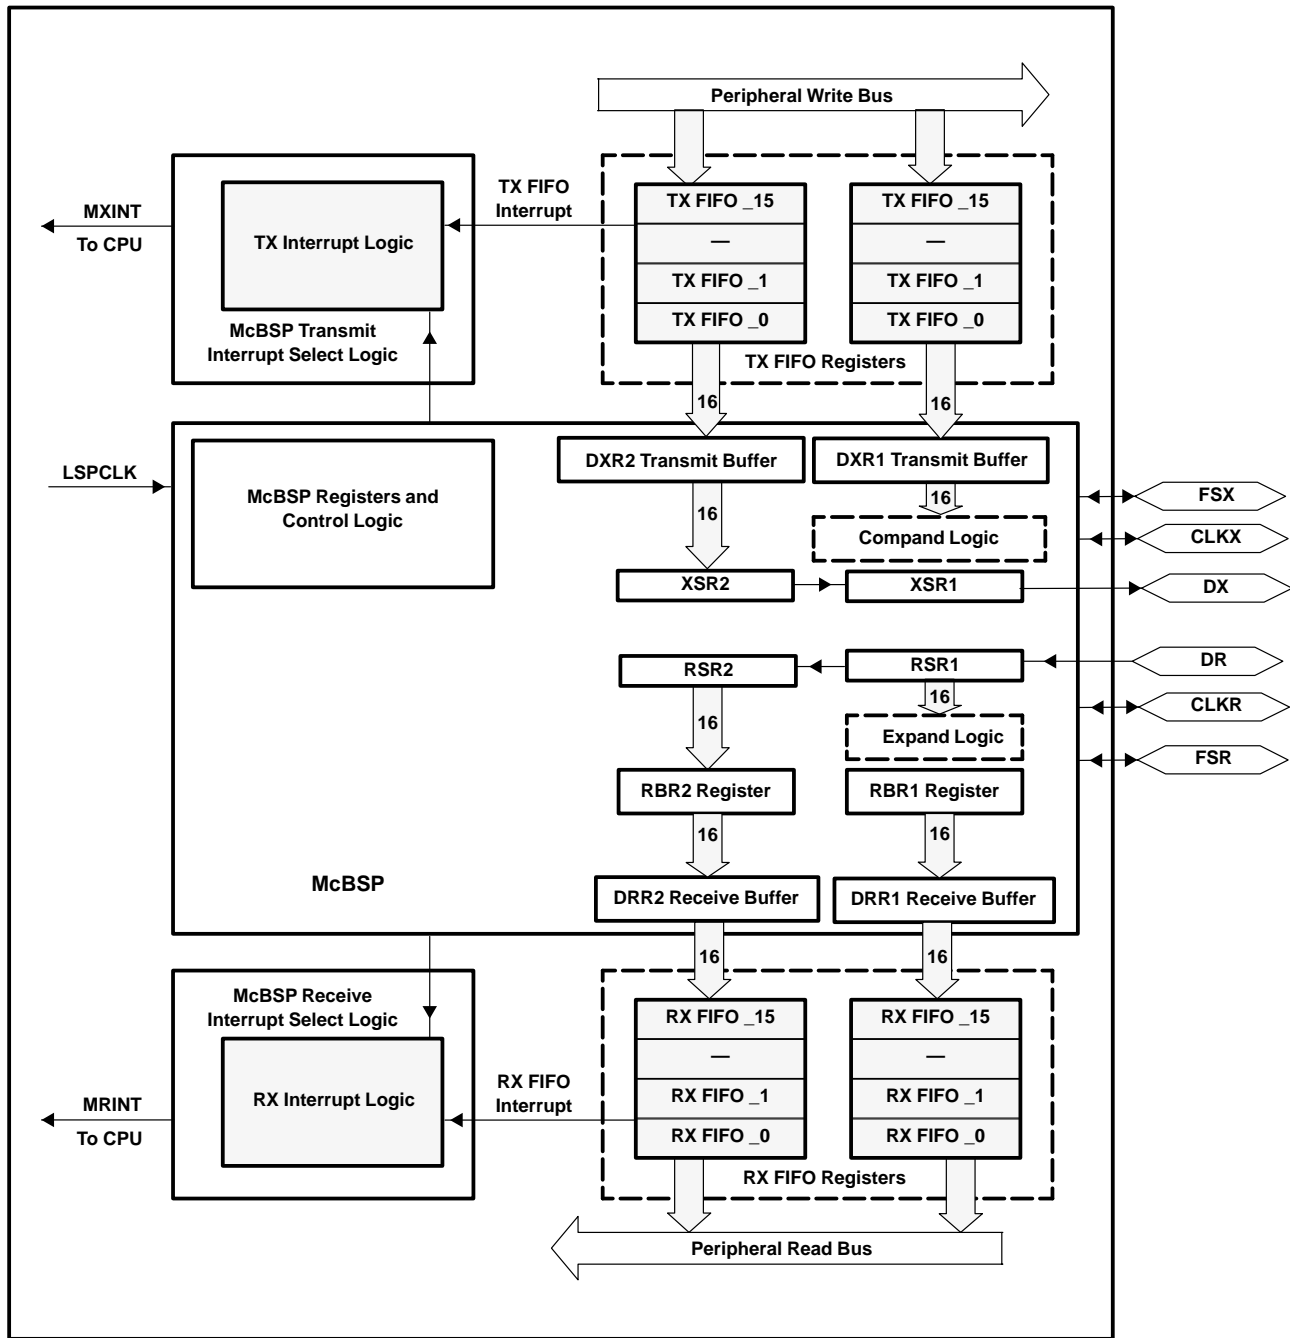 Peripheral Write Bus
TX FIFO
Interrupt
MXINT
To CPU
TX Interrupt Logic
McBSP Transmit
Interrupt Select Logic
TX FIFO _15
—
TX FIFO _1
TX FIFO _0
TX FIFO _15
—
TX FIFO _1
TX FIFO _0
TX FIFO Registers
16
16
LSPCLK
McBSP Registers and
Control Logic
DXR2 Transmit Buffer
DXR1 Transmit Buffer
16
16
Compand Logic
XSR2
XSR1
FSX
CLKX
DX
RSR2
RSR1
DR
16
16
Expand Logic
CLKR
FSR
RBR2 Register
RBR1 Register
16
16
McBSP
DRR2 Receive Buffer
DRR1 Receive Buffer
16
16
McBSP Receive
Interrupt Select Logic
RX Interrupt Logic
MRINT
To CPU
RX FIFO
Interrupt
RX FIFO _15
—
RX FIFO _1
RX FIFO _0
RX FIFO _15
—
RX FIFO _1
RX FIFO _0
RX FIFO Registers
Peripheral Read Bus